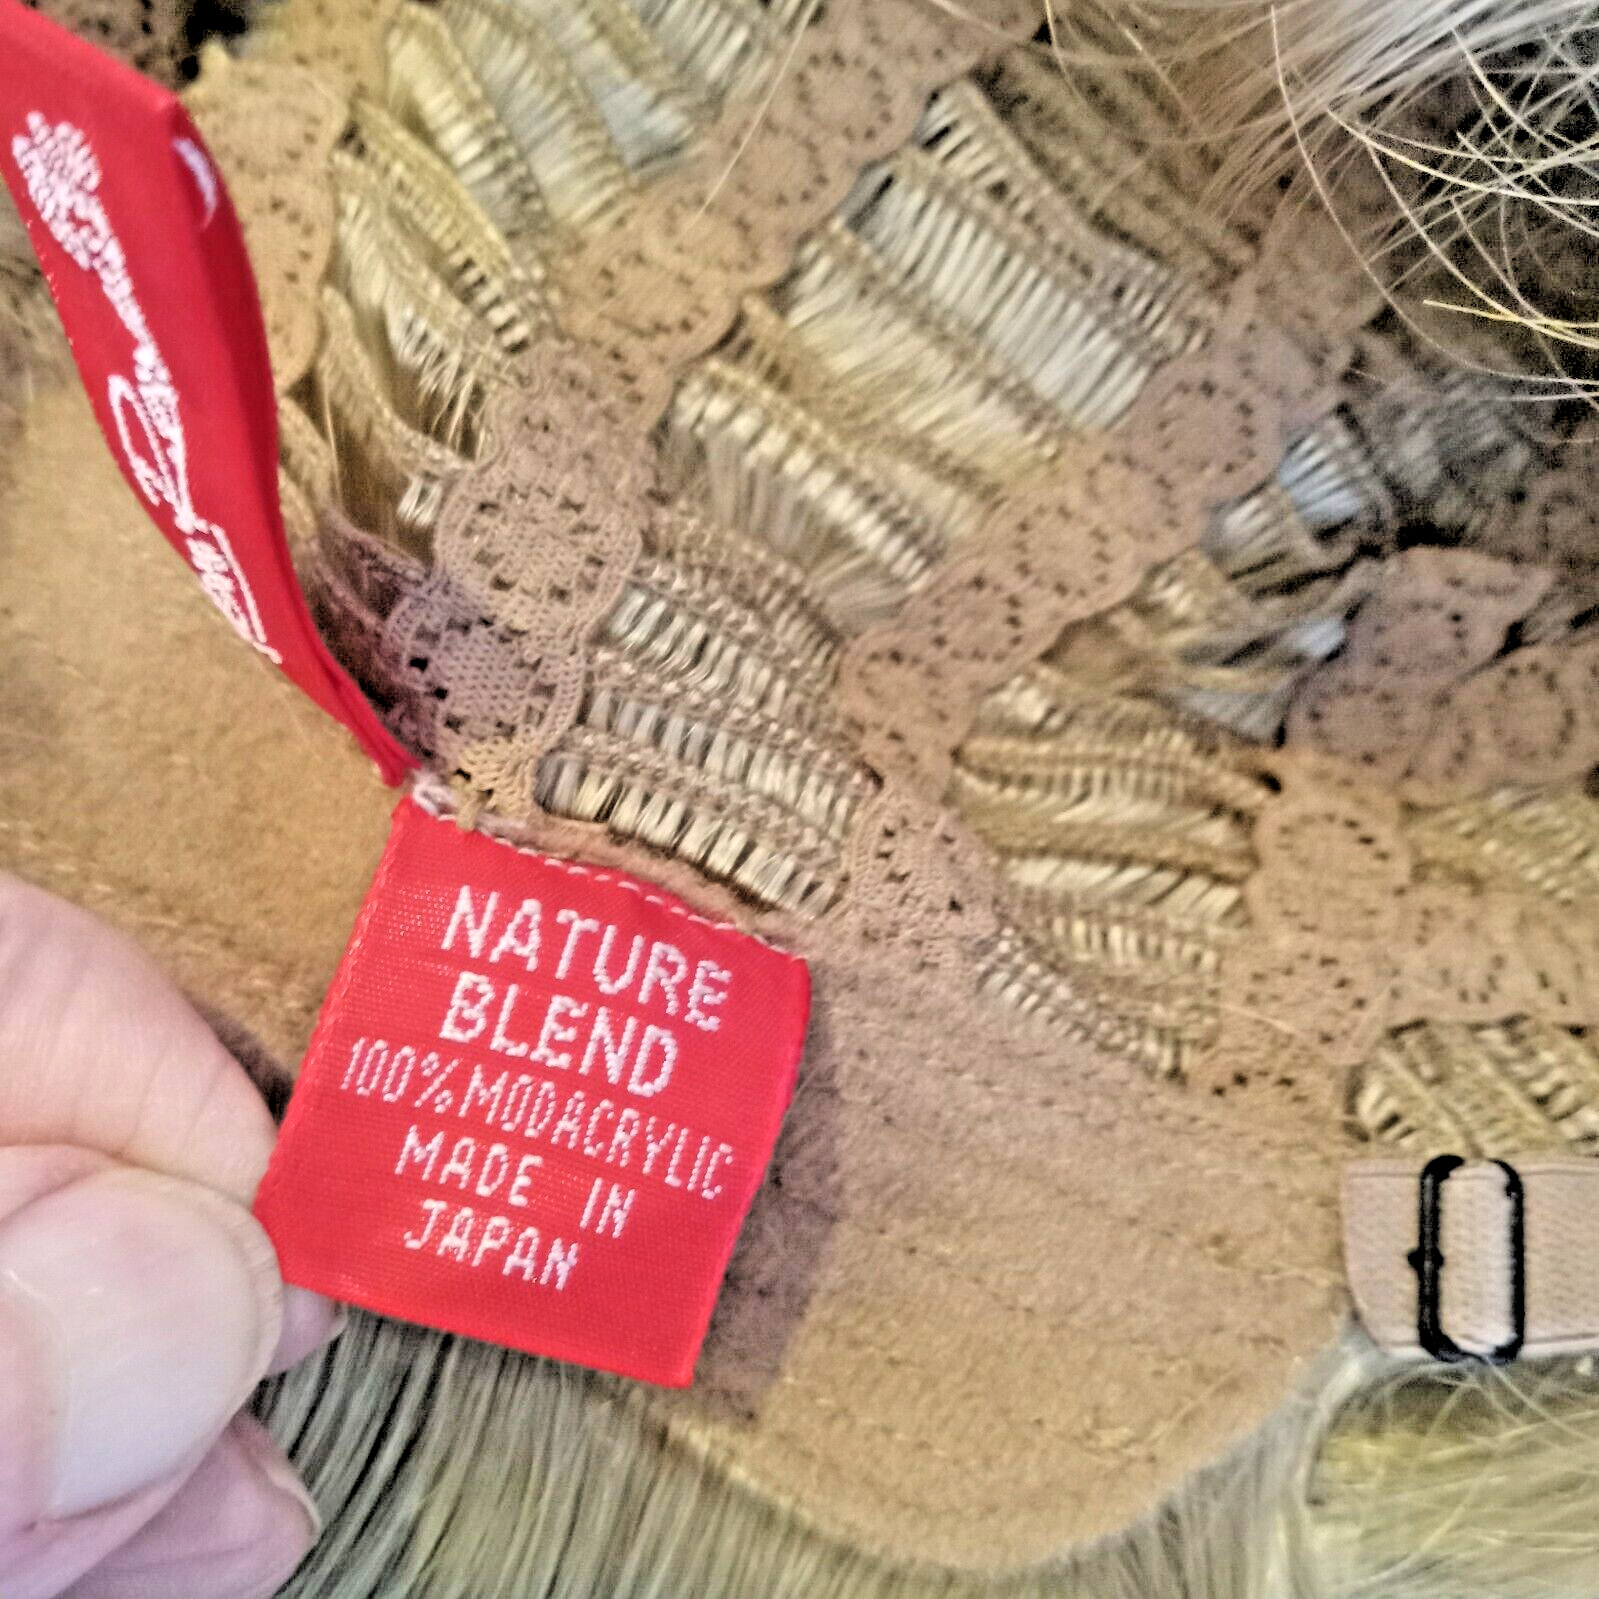 NATURE
BLEND
100% MODACRYLIC
MADE IN
JAPAN